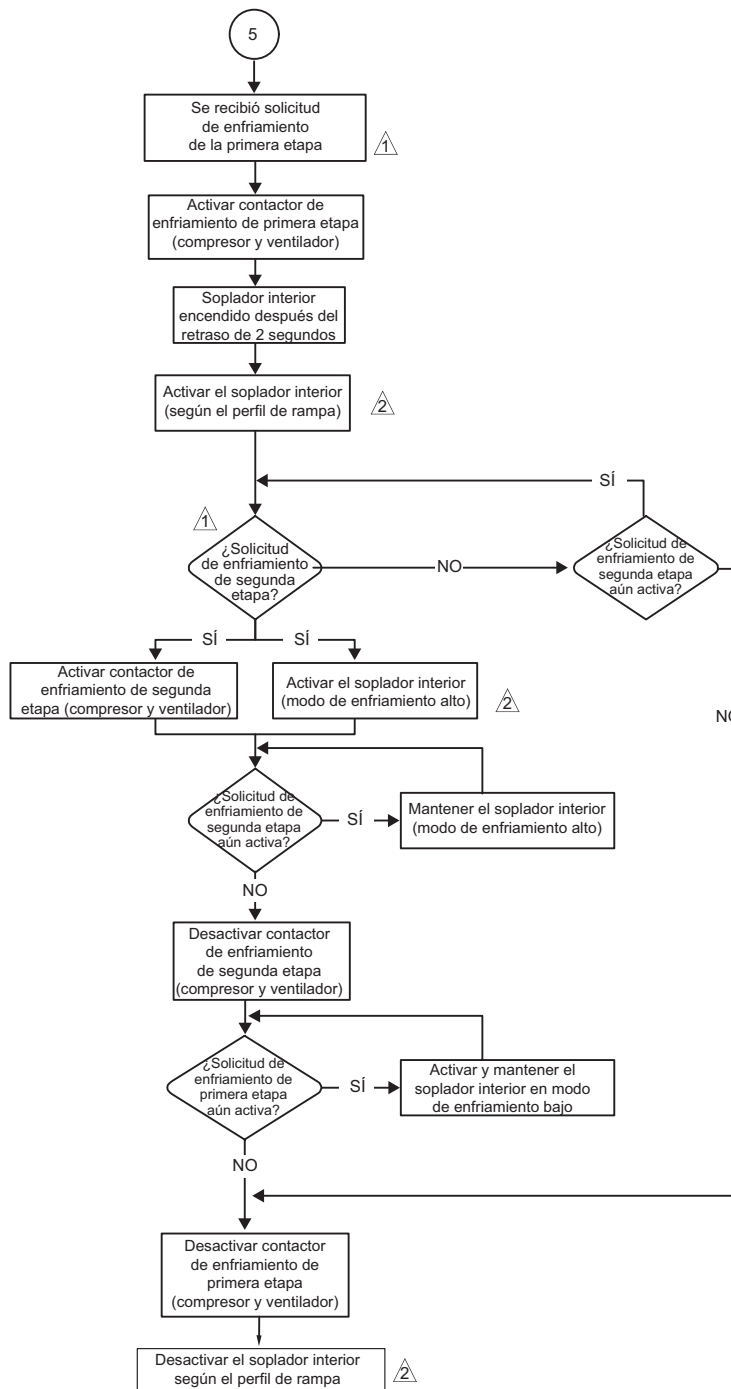 5
Se recibió solicitud
de enfriamiento
de la primera etapa
1
Activar contactor de
enfriamiento de primera etapa
(compresor y ventilador)
Soplador interior
encendido después del
retraso de 2 segundos
Activar el soplador interior
(según el perfil de rampa)
2
SÍ
1
¿Solicitud
de enfriamiento
de segunda
etapa?
NO
¿Solicitud de
enfriamiento de
segunda etapa
aún activa?
SÍ
SÍ
Activar contactor de
enfriamiento de segunda
etapa (compresor y ventilador)
Activar el soplador interior
(modo de enfriamiento alto)
2
NO
¿Solicitud de
enfriamiento de
segunda etapa
aún activa?
SÍ
Mantener el soplador interior
(modo de enfriamiento alto)
NO
Desactivar contactor
de enfriamiento
de segunda etapa
(compresor y ventilador)
¿Solicitud de
enfriamiento de
primera etapa
aún activa?
SÍ
Activar y mantener el
soplador interior en modo
de enfriamiento bajo
NO
Desactivar contactor
de enfriamiento de
primera etapa
(compresor y ventilador)
Desactivar el soplador interior
según el perfil de rampa
2